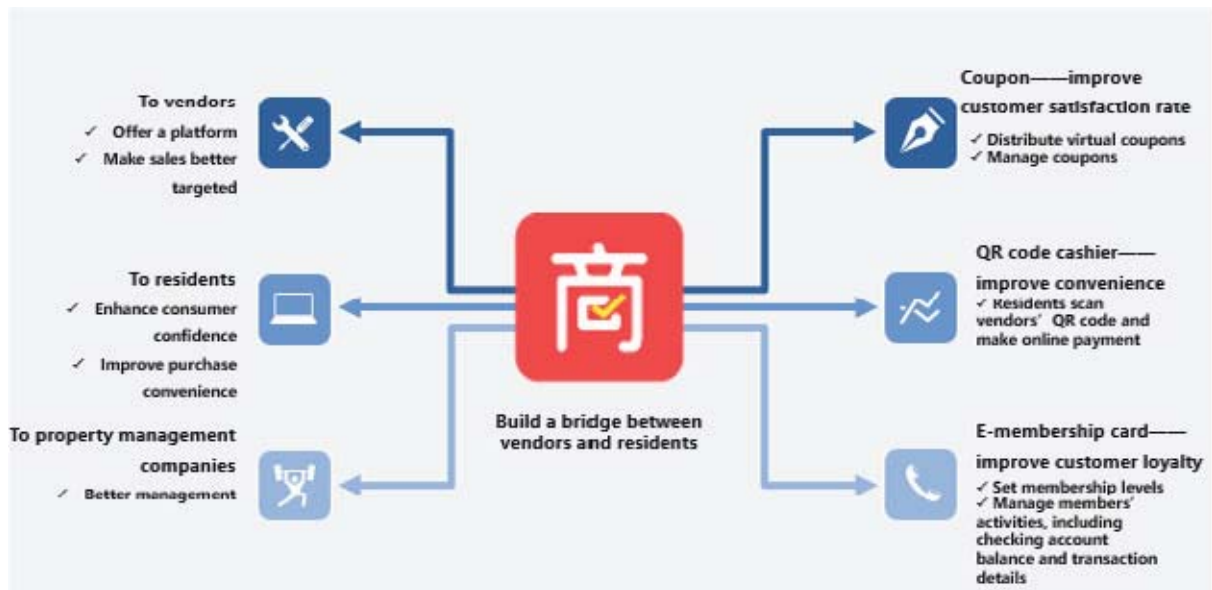 To vendors
✓ Offer a platform
✓ Make sales better
targeted
To residents
✓ Enhance consumer
confidence
✓ Improve purchase
convenience
To property management
companies
✓ Better management
商
Build a bridge between
vendors and residents
Coupon——improve
customer satisfaction rate
✓ Distribute virtual coupons
✓ Manage coupons
QR code cashier——
improve convenience
✓ Residents scan
vendors’ QR code and
make online payment
E-membership card——
improve customer loyalty
✓ Set membership levels
✓ Manage members’
activities, including
checking account
balance and transaction
details